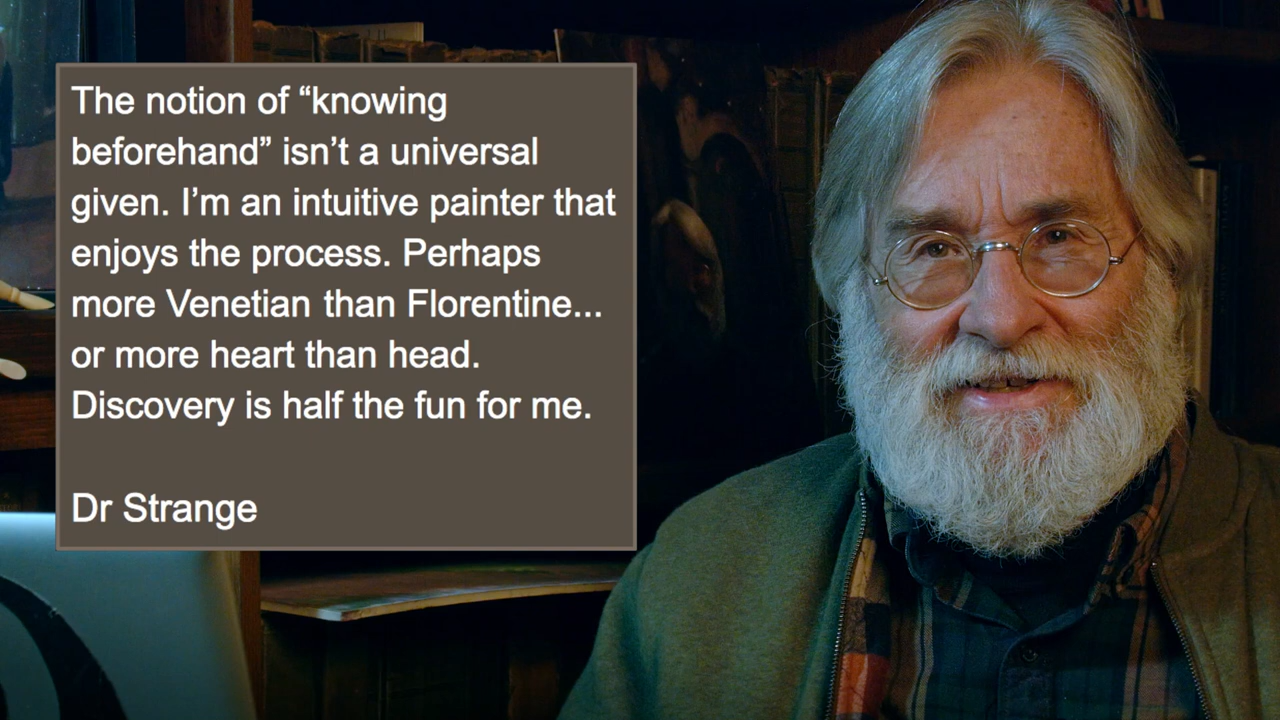 The notion of “knowing
beforehand” isn’t a universal
given. I’m an intuitive painter that
enjoys the process. Perhaps
more Venetian than Florentine...
or more heart than head.
Discovery is half the fun for me.
Dr Strange